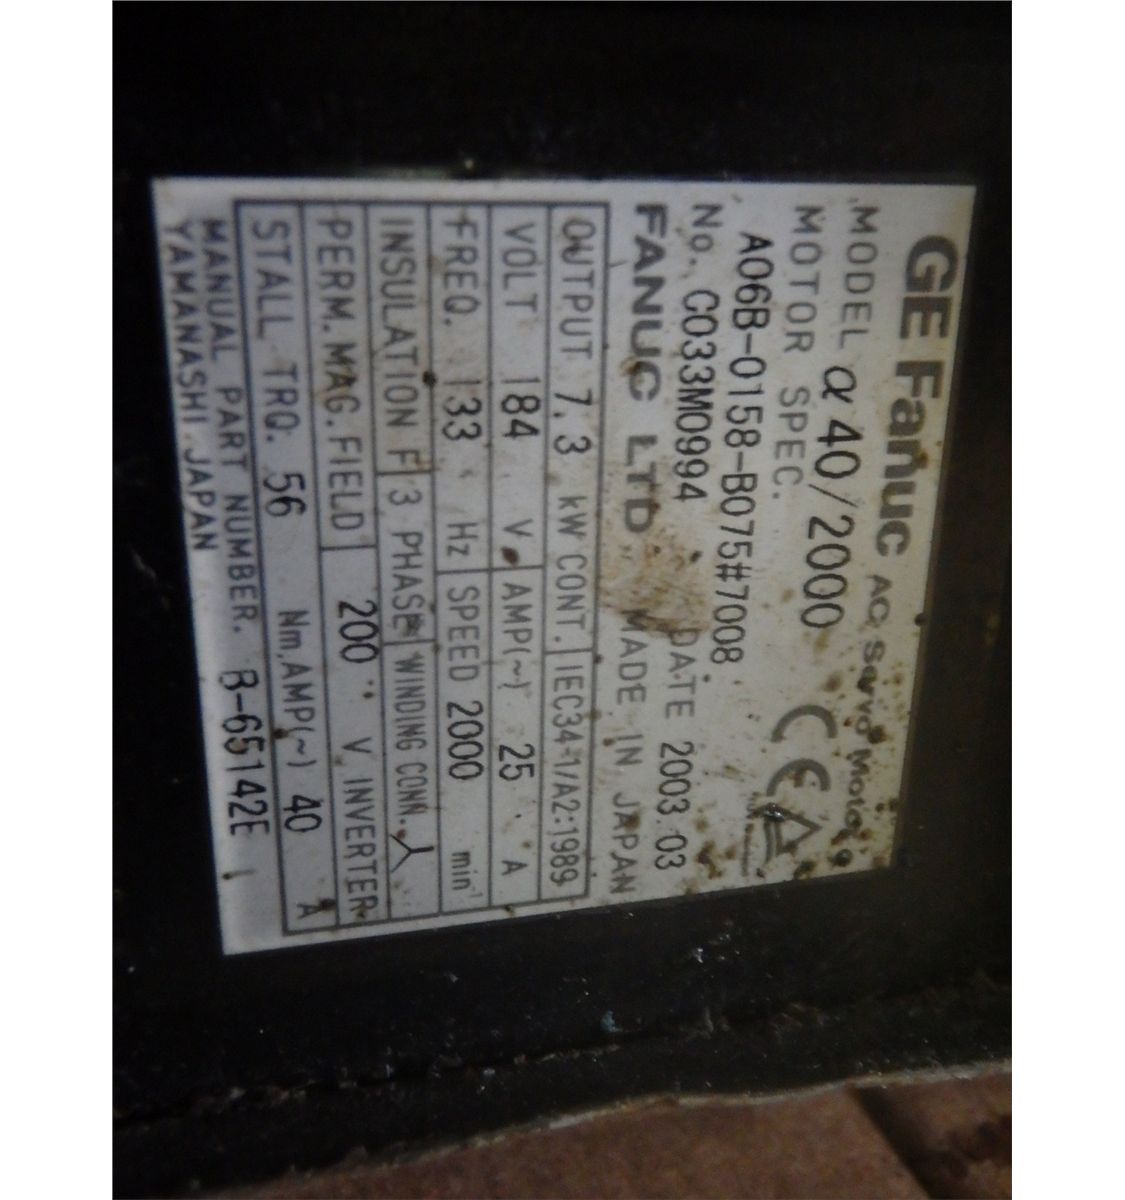 GE Fanuc AC Servo Motor
MODEL α40/2000
MOTOR SPEC.
A06B-0158-B075#7008
No. C033M0994 DATE 2003.03
FANUC LTD MADE IN JAPAN
OUTPUT 7.3 kW CONT. IEC34-1/A2:1989
VOLT 184 V AMP(~) 25 A
FREQ. 133 Hz SPEED 2000 min⁻¹
INSULATION F 3 PHASE WINDING CONN. 人
PERM. MAG. FIELD 200 V INVERTER
STALL TRQ. 56 Nm, AMP(~) 40 A
MANUAL PART NUMBER. B-65142E
YAMANASHI JAPAN
CE